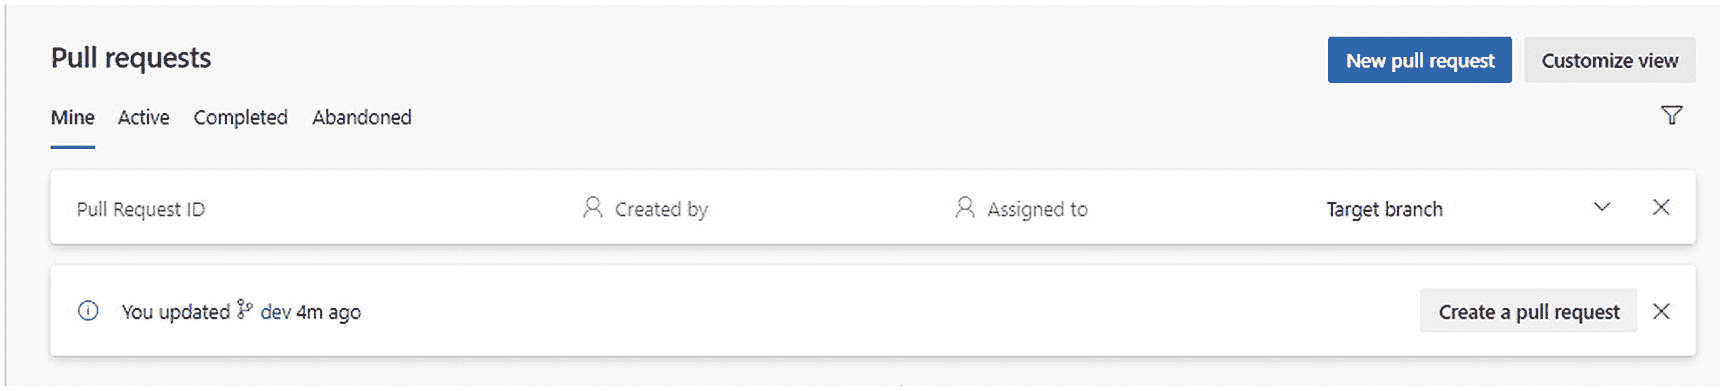 Pull requests
New pull request
Customize view
Mine Active Completed Abandoned
Pull Request ID Created by Assigned to Target branch
You updated dev 4m ago
Create a pull request